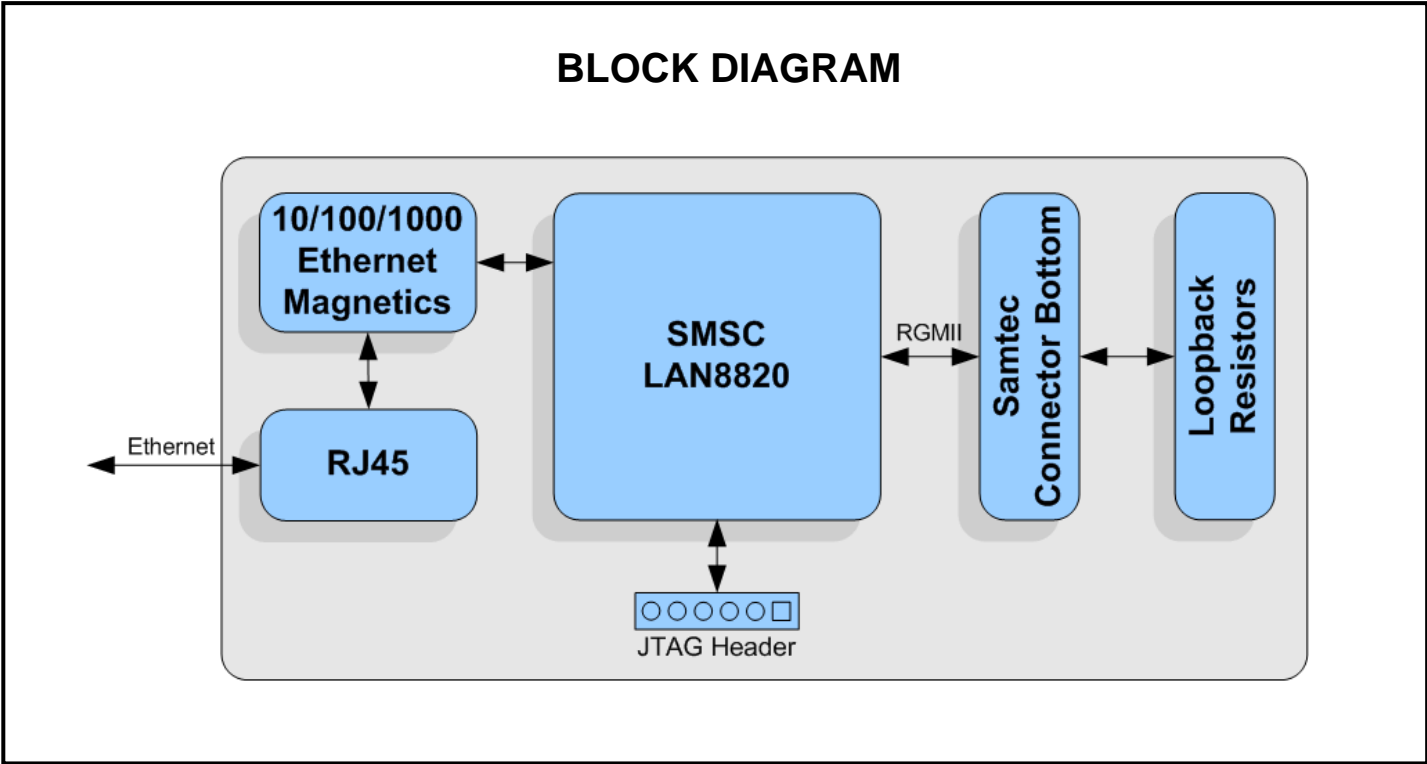 BLOCK DIAGRAM
10/100/1000
Ethernet
Magnetics
SMSC
LAN8820
RGMII
Samtec
Connector Bottom
Loopback
Resistors
Ethernet
RJ45
JTAG Header